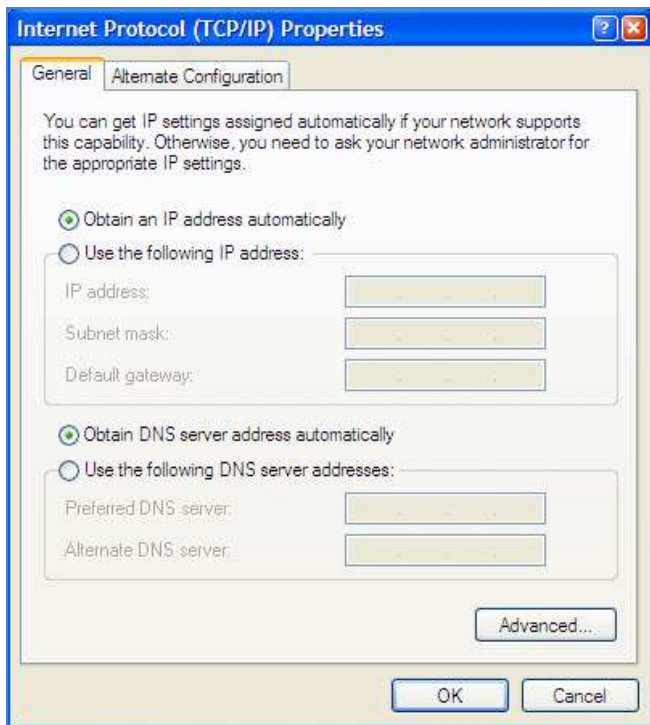 Internet Protocol (TCP/IP) Properties
General
Alternate Configuration
You can get IP settings assigned automatically if your network supports
this capability. Otherwise, you need to ask your network administrator for
the appropriate IP settings.
Obtain an IP address automatically
Use the following IP address:
IP address:
Subnet mask:
Default gateway:
Obtain DNS server address automatically
Use the following DNS server addresses:
Preferred DNS server:
Alternate DNS server:
Advanced...
OK
Cancel